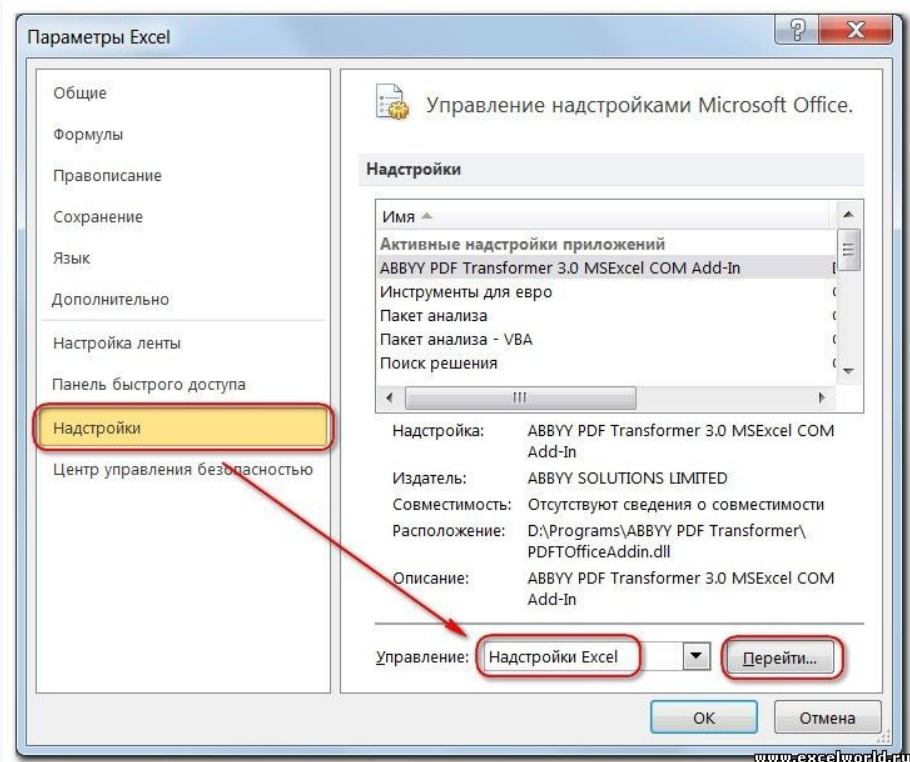 Параметры Excel
Общие
Формулы
Правописание
Сохранение
Язык
Дополнительно
Настройка ленты
Панель быстрого доступа
Надстройки
Центр управления безопасностью
Управление надстройками Microsoft Office.
Надстройки
Имя
Активные надстройки приложений
ABBYY PDF Transformer 3.0 MSExcel COM Add-In
Инструменты для евро
Пакет анализа
Пакет анализа - VBA
Поиск решения
Надстройка: ABBYY PDF Transformer 3.0 MSExcel COM
Add-In
Издатель: ABBYY SOLUTIONS LIMITED
Совместимость: Отсутствуют сведения о совместимости
Расположение: D:\Programs\ABBYY PDF Transformer\
PDFTOfficeAddin.dll
Описание: ABBYY PDF Transformer 3.0 MSExcel COM
Add-In
Управление: Надстройки Excel Перейти...
ОК Отмена
www.excelworld.ru